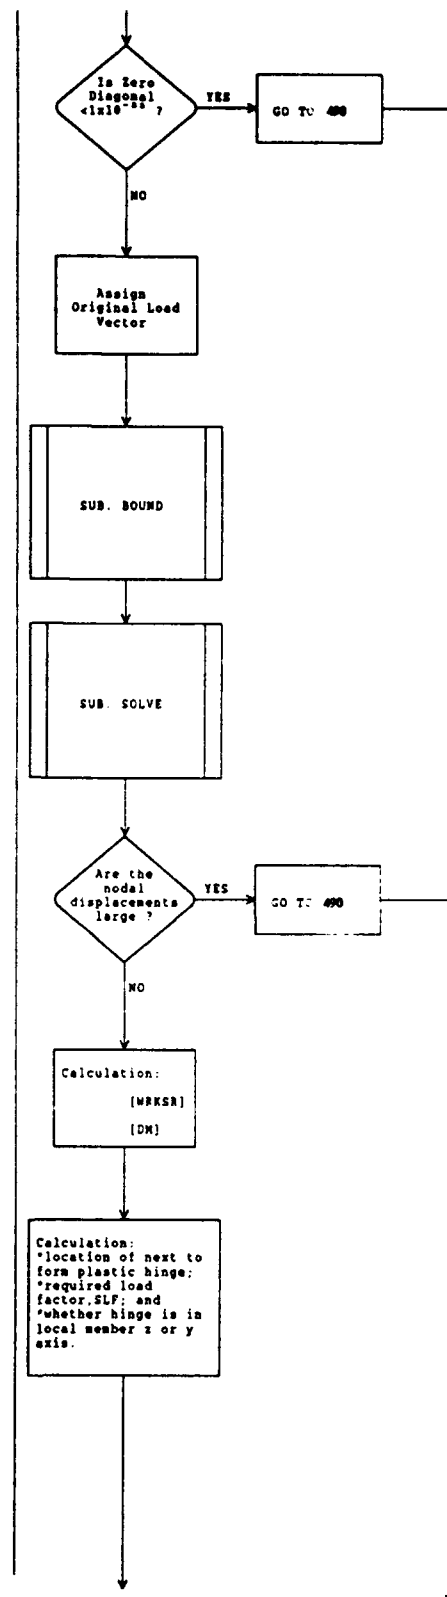 Is Zero
Diagonal
<1x10 ?
YES
GO TO 490
NO
Assign
Original Load
Vector
SUB. BOUND
SUB. SOLVE
Are the
nodal
displacements
large ?
YES
GO TO 490
NO
Calculation:
[WRKSR]
[DM]
Calculation:
*location of next to
form plastic hinge;
*required load
factor,SLF; and
*whether hinge is in
local member z or y
axis.